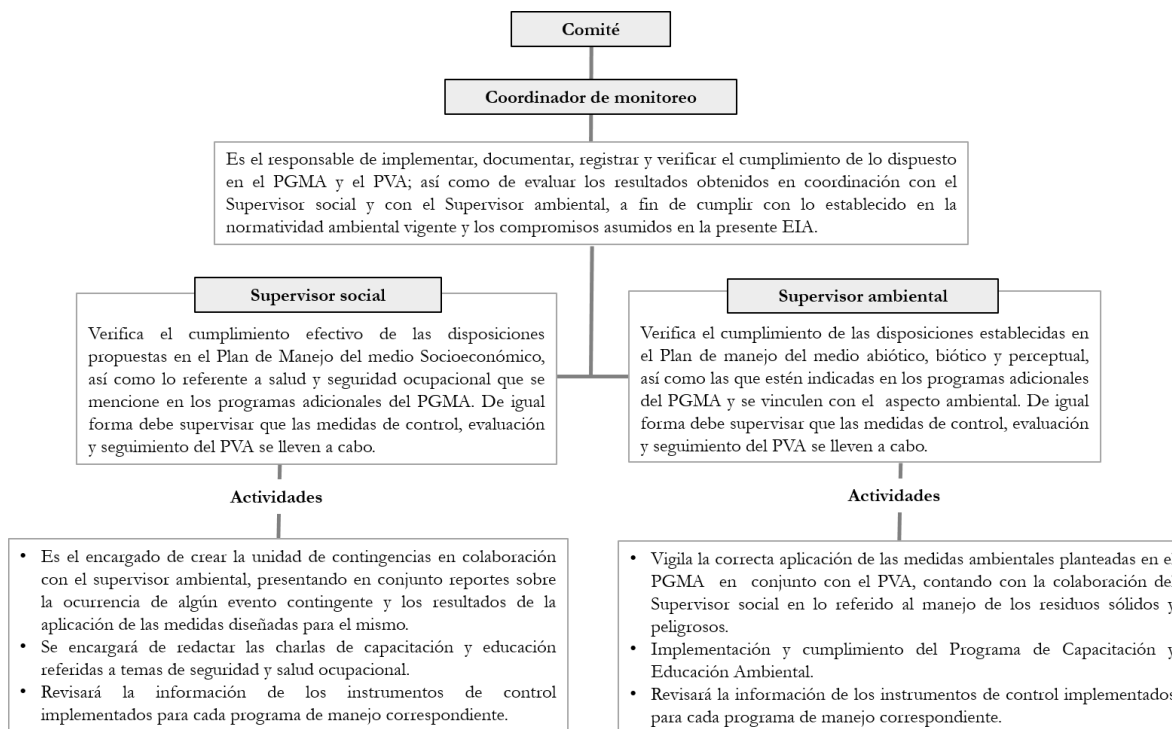 Comité
Coordinador de monitoreo
Es el responsable de implementar, documentar, registrar y verificar el cumplimiento de lo dispuesto
en el PGMA y el PVA; así como de evaluar los resultados obtenidos en coordinación con el
Supervisor social y con el Supervisor ambiental, a fin de cumplir con lo establecido en la
normatividad ambiental vigente y los compromisos asumidos en la presente EIA.
Supervisor social
Verifica el cumplimiento efectivo de las disposiciones
propuestas en el Plan de Manejo del medio Socioeconómico,
así como lo referente a salud y seguridad ocupacional que se
mencione en los programas adicionales del PGMA. De igual
forma debe supervisar que las medidas de control, evaluación
y seguimiento del PVA se lleven a cabo.
Actividades
• Es el encargado de crear la unidad de contingencias en colaboración
con el supervisor ambiental, presentando en conjunto reportes sobre
la ocurrencia de algún evento contingente y los resultados de la
aplicación de las medidas diseñadas para el mismo.
• Se encargará de redactar las charlas de capacitación y educación
referidas a temas de seguridad y salud ocupacional.
• Revisará la información de los instrumentos de control
implementados para cada programa de manejo correspondiente.
Supervisor ambiental
Verifica el cumplimiento de las disposiciones establecidas en
el Plan de manejo del medio abiótico, biótico y perceptual,
así como las que estén indicadas en los programas adicionales
del PGMA y se vinculen con el aspecto ambiental. De igual
forma debe supervisar que las medidas de control, evaluación
y seguimiento del PVA se lleven a cabo.
Actividades
• Vigila la correcta aplicación de las medidas ambientales planteadas en el
PGMA en conjunto con el PVA, contando con la colaboración del
Supervisor social en lo referido al manejo de los residuos sólidos y
peligrosos.
• Implementación y cumplimiento del Programa de Capacitación y
Educación Ambiental.
• Revisará la información de los instrumentos de control implementados
para cada programa de manejo correspondiente.